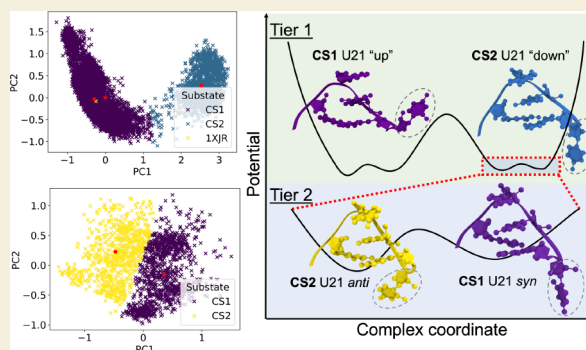 1.5
1.0
0.5
0.0
-0.5
-1.0
PC2
Substate
CS1
CS2
1XJR
-1 0 1 2 3
PC1
1.0
0.5
0.0
-0.5
-1.0
PC2
Substate
CS1
CS2
-1 0 1
PC1
Potential
Tier 1
CS1 U21 "up"
CS2 U21 "down"
Tier 2
CS2 U21 anti
CS1 U21 syn
Complex coordinate